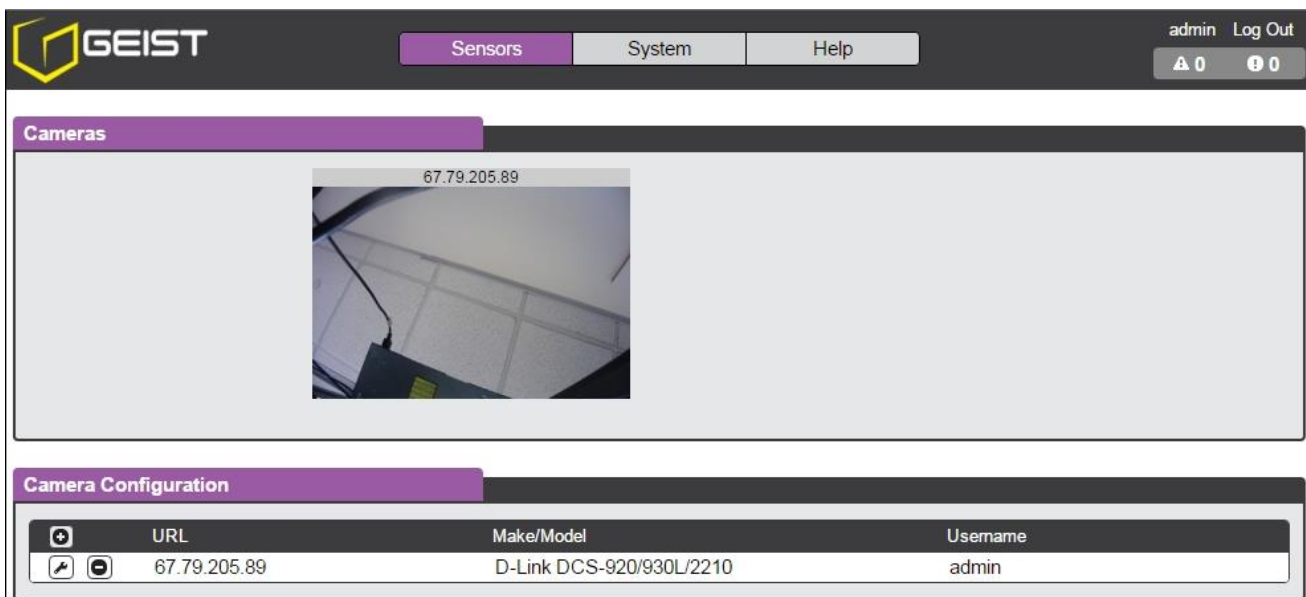 GEIST
Sensors System Help
admin Log Out
0 0
Cameras
67.79.205.89
Camera Configuration
URL Make/Model Username
67.79.205.89 D-Link DCS-920/930L/2210 admin